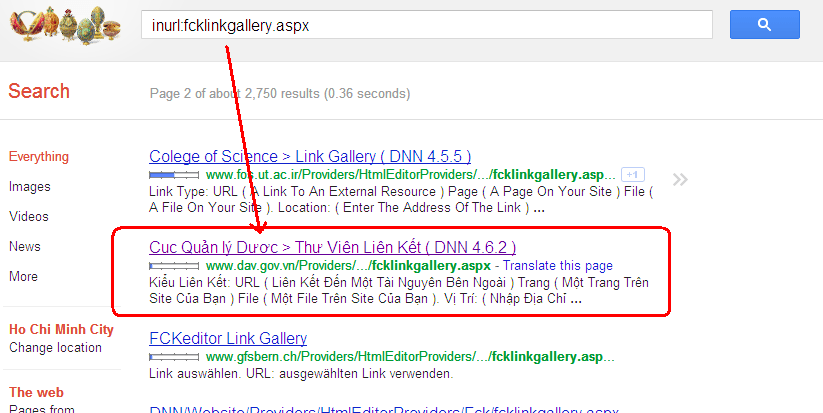 inurl:fcklinkgallery.aspx
Search
Page 2 of about 2,750 results (0.36 seconds)
Everything
Images
Videos
News
More
Ho Chi Minh City
Change location
The web
Pages from
Colege of Science > Link Gallery ( DNN 4.5.5 )
www.fos.ut.ac.ir/Providers/HtmlEditorProviders/.../fcklinkgallery.asp... +1
Link Type: URL ( A Link To An External Resource ) Page ( A Page On Your Site ) File (
A File On Your Site ). Location: ( Enter The Address Of The Link ) ...
Cục Quản lý Dược > Thư Viên Liên Kết ( DNN 4.6.2 )
www.dav.gov.vn/Providers/.../fcklinkgallery.aspx - Translate this page
Kiểu Liên Kết: URL ( Liên Kết Đến Một Tài Nguyên Bên Ngoài ) Trang ( Một Trang Trên
Site Của Bạn ) File ( Một File Trên Site Của Bạn ). Vị Trí: ( Nhập Địa Chỉ ...
FCKeditor Link Gallery
www.gfsbern.ch/Providers/HtmlEditorProviders/.../fcklinkgallery.asp...
Link auswählen. URL: ausgewählten Link verwenden.
DNN/Website/Providers/HtmlEditorProviders/Fck/fcklinkgallery.aspx